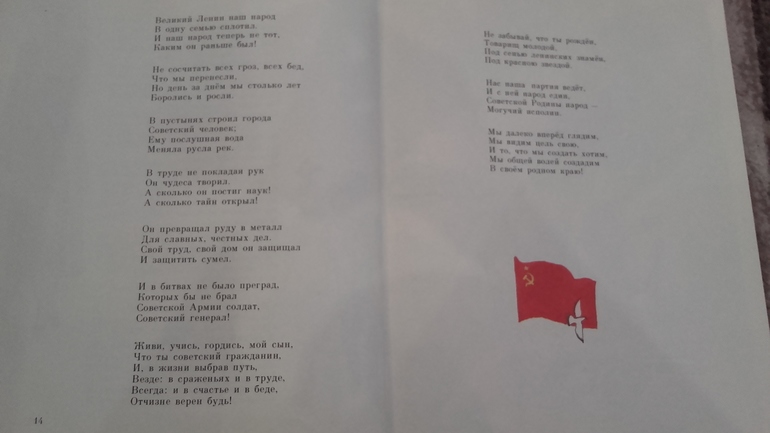 Великий Ленин наш народ
В одну семью сплотил.
И наш народ теперь не тот,
Каким он раньше был!
Не сосчитать всех гроз, всех бед,
Что мы перенесли,
Но день за днём мы столько лет
Боролись и росли.
В пустынях строил города
Советский человек;
Ему послушная вода
Меняла русла рек.
В труде не покладая рук
Он чудеса творил.
А сколько он постиг наук!
А сколько тайн открыл!
Он превращал руду в металл
Для славных, честных дел.
Свой труд, свой дом он защищал
И защитить сумел.
И в битвах не было преград,
Которых бы не брал
Советской Армии солдат,
Советский генерал!
Живи, учись, гордись, мой сын,
Что ты советский гражданин,
И, в жизни выбрав путь,
Везде: в сраженьях и в труде,
Всегда: и в счастье и в беде,
Отчизне верен будь!
44
Не забывай, что ты рождён,
Товарищ молодой,
Под сенью ленинских знамён,
Под красною звездой.
Нас наша партия ведёт,
И с ней народ един,
Советской Родины народ —
Могучий исполин.
Мы далеко вперёд глядим,
Мы видим цель свою,
И то, что мы создать хотим,
Мы общей волей создадим
В своём родном краю!